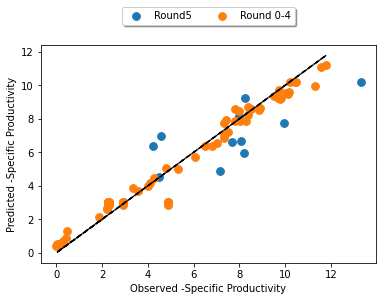 Round5 Round 0-4
12
10
8
6
4
2
0
Predicted -Specific Productivity
0 2 4 6 8 10 12
Observed -Specific Productivity